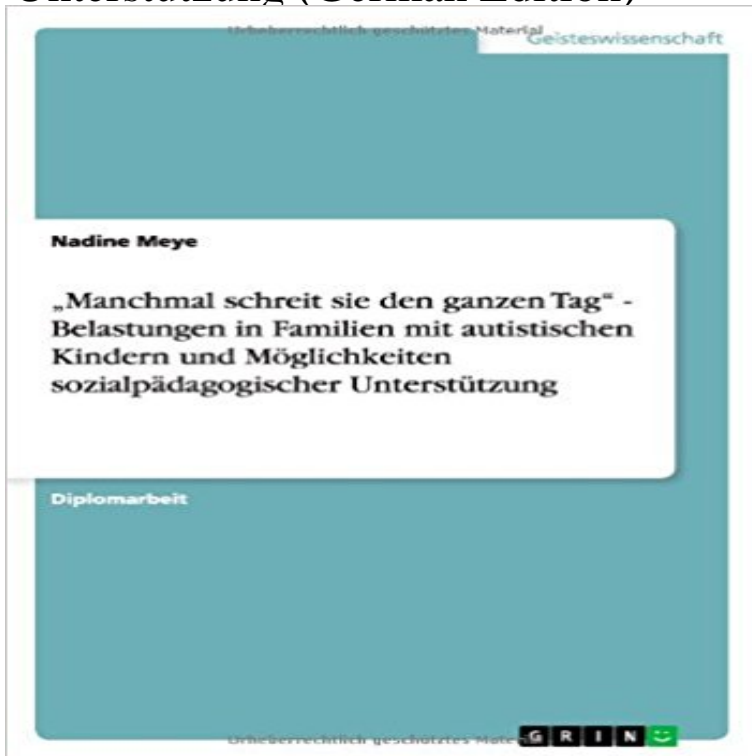 Unterstützung (German Edition)
Urheberrechtlich geschütztes Material
Geisteswissenschaft
Nadine Meye
„Manchmal schreit sie den ganzen Tag“ -
Belastungen in Familien mit autistischen
Kindern und Möglichkeiten
sozialpädagogischer Unterstützung
Diplomarbeit
Urheberrechtlich geschütztes Mate
GRIN